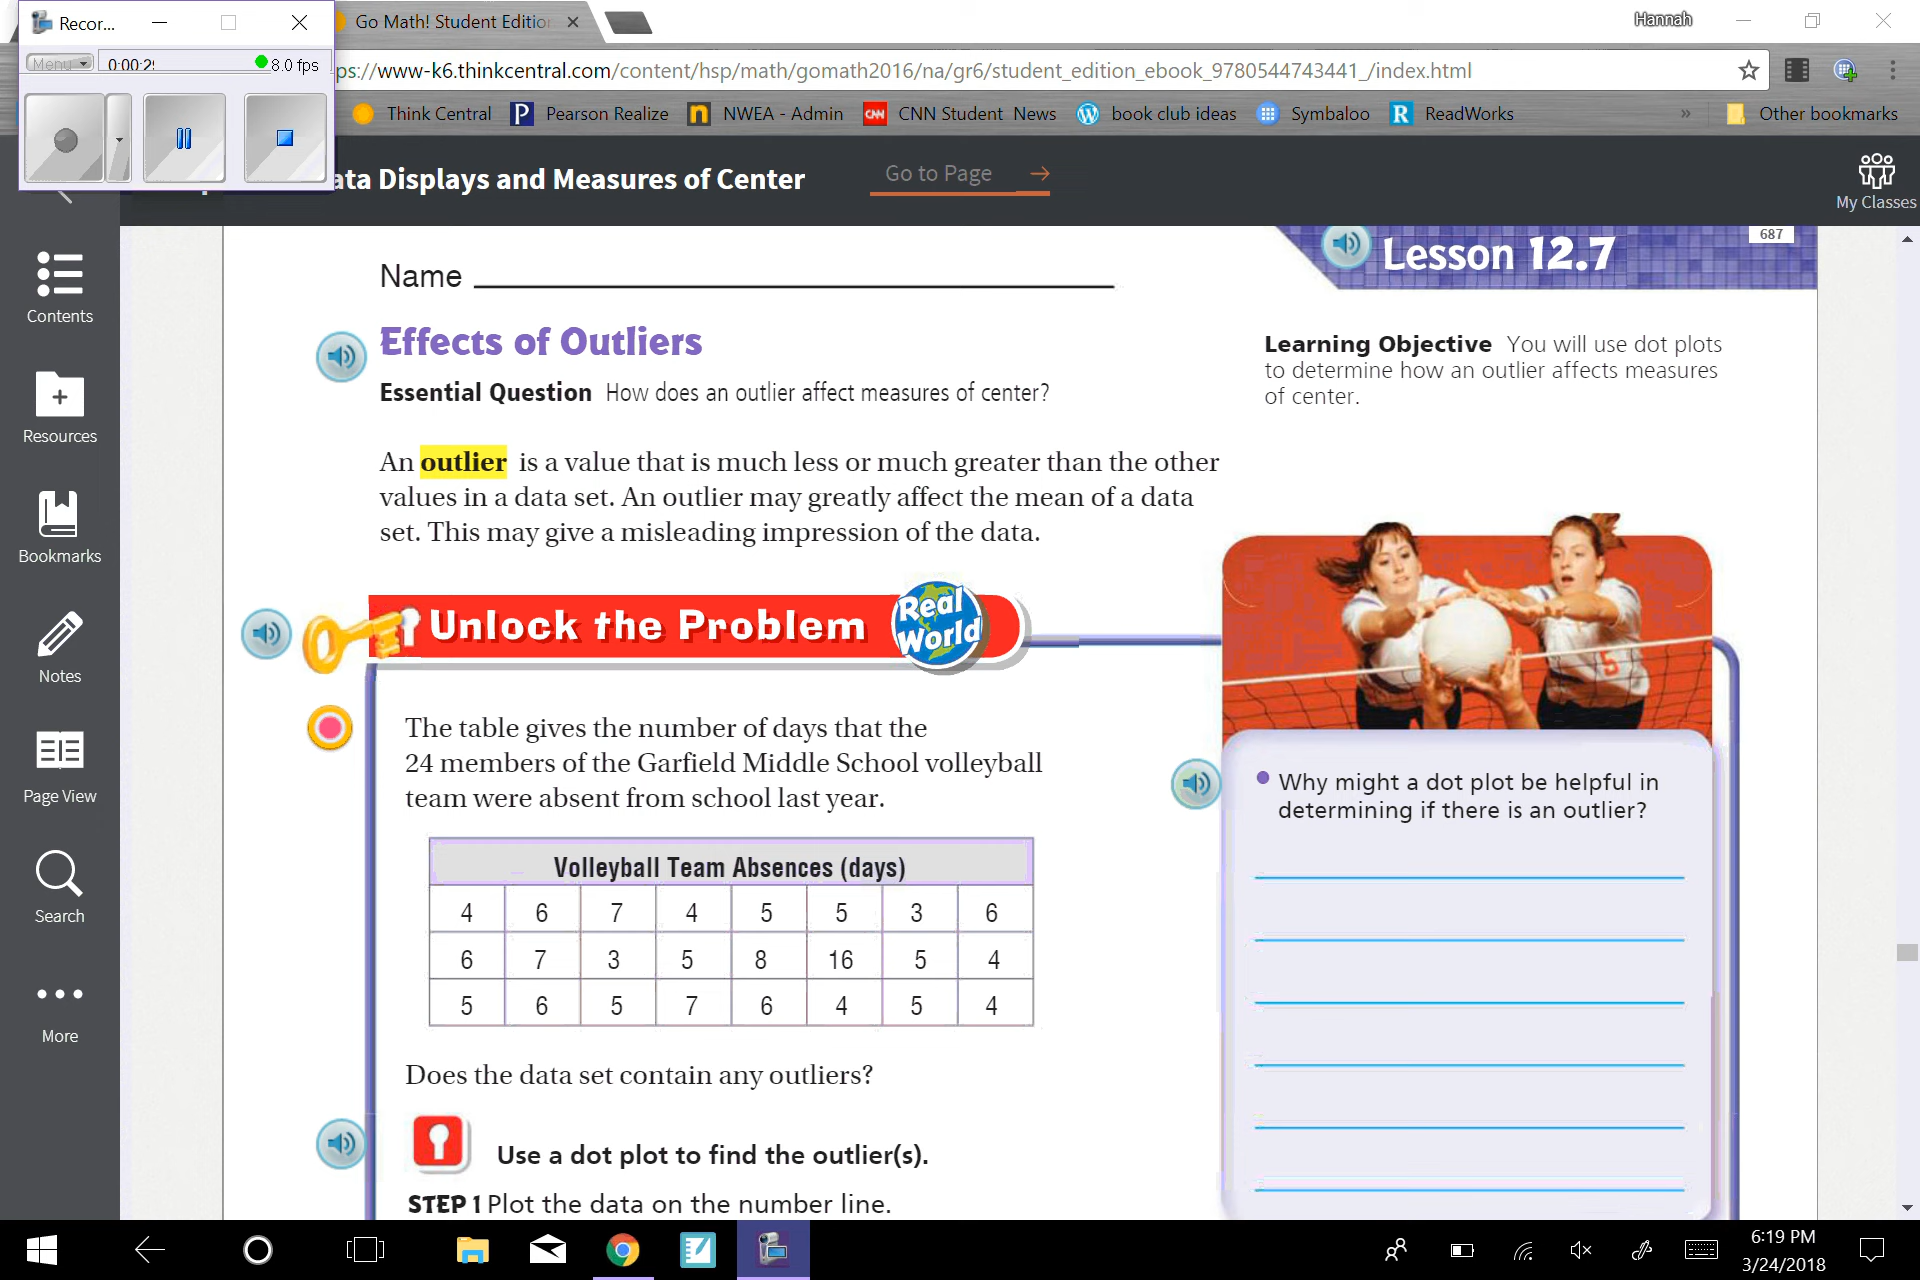 Recor...
Menu
0:00:2
8.0 fps
Go Math! Student Editio
Hannah
ps://www-k6.thinkcentral.com/content/hsp/math/gomath2016/na/gr6/student_edition_ebook_9780544743441_/index.html
Think Central
Pearson Realize
NWEA - Admin
CNN Student News
book club ideas
Symbaloo
ReadWorks
»
Other bookmarks
ata Displays and Measures of Center
Go to Page
My Classes
Contents
Resources
Bookmarks
Notes
Page View
Search
More
687
Lesson 12.7
Name
Effects of Outliers
Essential Question How does an outlier affect measures of center?
Learning Objective You will use dot plots
to determine how an outlier affects measures
of center.
An outlier is a value that is much less or much greater than the other
values in a data set. An outlier may greatly affect the mean of a data
set. This may give a misleading impression of the data.
Unlock the Problem
Real
World
5
The table gives the number of days that the
24 members of the Garfield Middle School volleyball
team were absent from school last year.
Volleyball Team Absences (days)
4 6 7 4 5 5 3 6
6 7 3 5 8 16 5 4
5 6 5 7 6 4 5 4
Does the data set contain any outliers?
Use a dot plot to find the outlier(s).
STEP 1 Plot the data on the number line.
• Why might a dot plot be helpful in
determining if there is an outlier?
6:19 PM
3/24/2018